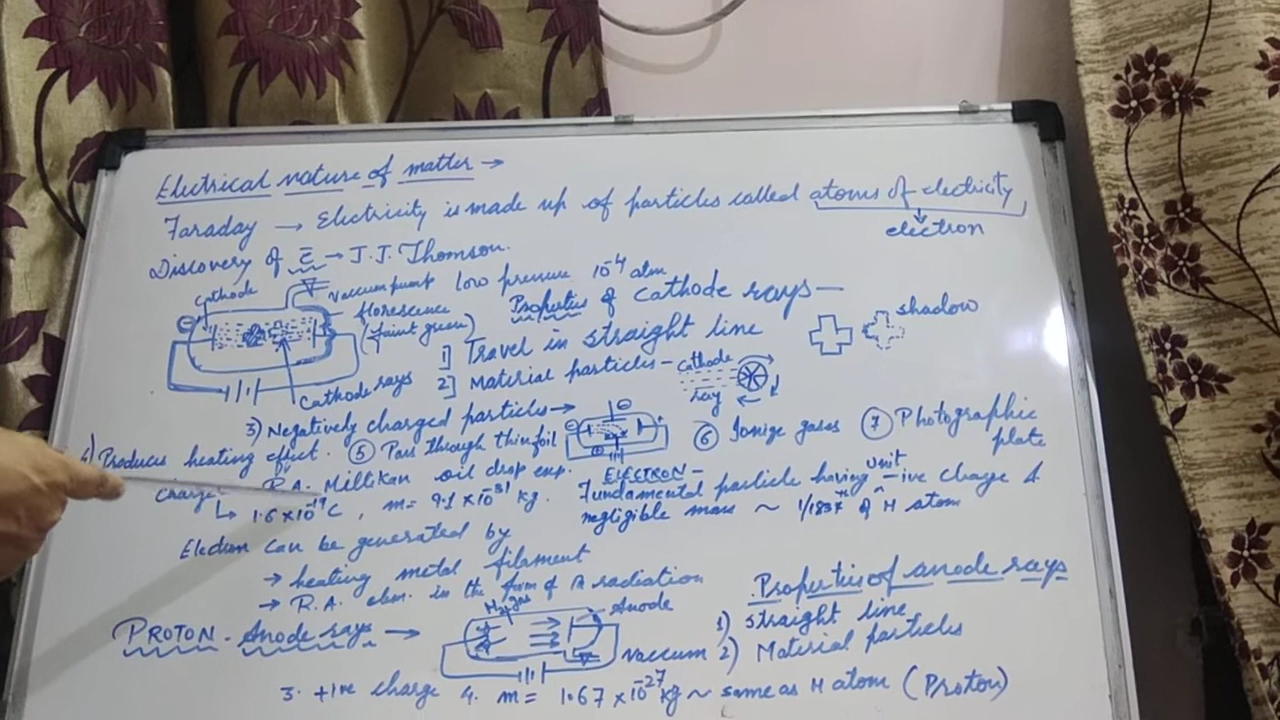 Electrical nature of matter →
Faraday → Electricity is made up of particles called atoms of electricity
electron
Discovery of ē → J.J. Thomson.
Cathode
Vaccum pump low pressure 10⁻⁴ atm
florescence
(faint green)
Cathode rays
Properties of Cathode rays —
1] Travel in straight line
shadow
2] Material particles – cathode ray
3) Negatively charged particles →
4) Produces heating effect. ⑤ Pass through thin foil ⑥ Ionize gases ⑦ Photographic plate
Charge R.A. Millikan oil drop exp.
↳ 1.6 × 10⁻¹⁹ C , m = 9.1 × 10⁻³¹ kg.
ELECTRON –
Fundamental particle having unit -ive charge &
negligible mass ~ 1/1837ᵗʰ of H atom
Electron can be generated by
→ heating metal filament
→ R.A. elem. in the form of β radiation
PROTON - Anode rays →
H₂ gas
Anode
Vaccum
Properties of anode rays
1) straight line
2) Material particles
3. +ive charge 4. m = 1.67 × 10⁻²⁷ kg ~ same as H atom (Proton)